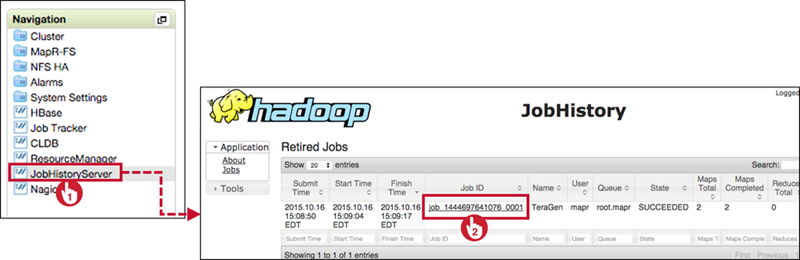 Navigation
Cluster
MapR-FS
NFS HA
Alarms
System Settings
HBase
Job Tracker
CLDB
ResourceManager
JobHistoryServer
Nagio
1
hadoop
JobHistory
Logged
Application
About
Jobs
Tools
Retired Jobs
Show 20 entries
Search:
Submit Time
Start Time
Finish Time
Job ID
Name
User
Queue
State
Maps Total
Maps Completed
Reduces Total
2015.10.16 15:08:50 EDT
2015.10.16 15:09:04 EDT
2015.10.16 15:09:17 EDT
job_1444697641076_0001
TeraGen
mapr
root.mapr
SUCCEEDED
2
2
0
2
Submit Time
Start Time
Finish Time
Job ID
Name
User
Queue
State
Maps T
Maps Comple
Reduces
Showing 1 to 1 of 1 entries
First Previous